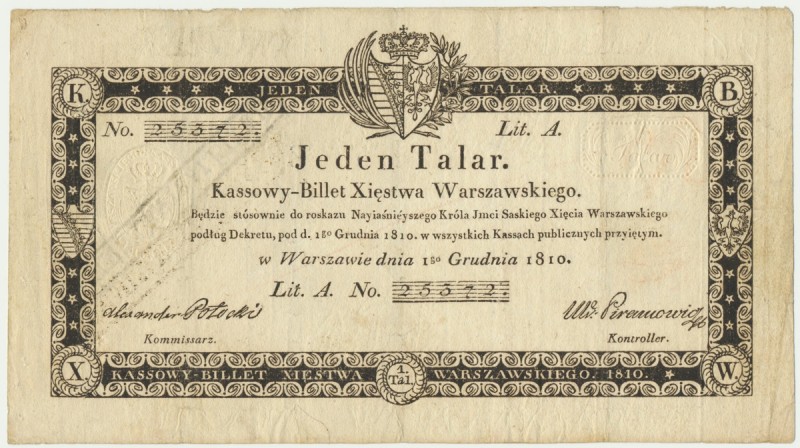 K. JEDEN TALAR. B.
No. 25372. Lit. A.
Talar
Jeden Talar.
Kassowy-Billet Xięstwa Warszawskiego.
Będzie stósownie do roskazu Nayiaśnieyszego Króla Jmci Saskiego Xięcia Warszawskiego
podług Dekretu, pod d. 1go Grudnia 1810. w wszystkich Kassach publicznych przyiętym.
w Warszawie dnia 1go Grudnia 1810.
Lit. A. No. 25372.
Alexander Potocki
Kommissarz. Kontroller.
X KASSOWY-BILLET XIĘSTWA 1. Tal. WARSZAWSKIEGO. 1810. W.